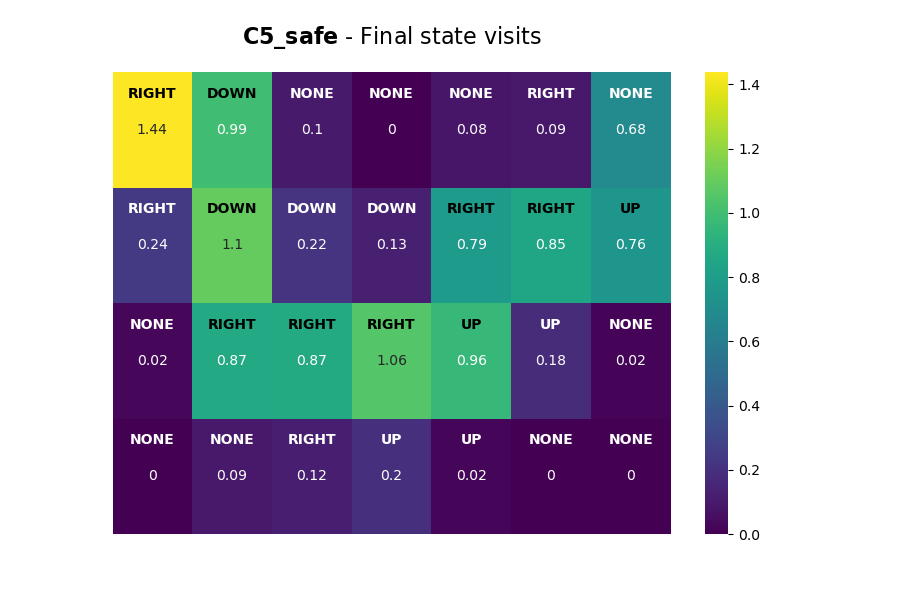 C5_safe - Final state visits
RIGHT DOWN NONE NONE NONE RIGHT NONE
1.44 0.99 0.1 0 0.08 0.09 0.68
RIGHT DOWN DOWN DOWN RIGHT RIGHT UP
0.24 1.1 0.22 0.13 0.79 0.85 0.76
NONE RIGHT RIGHT RIGHT UP UP NONE
0.02 0.87 0.87 1.06 0.96 0.18 0.02
NONE NONE RIGHT UP UP NONE NONE
0 0.09 0.12 0.2 0.02 0 0
1.4
1.2
1.0
0.8
0.6
0.4
0.2
0.0